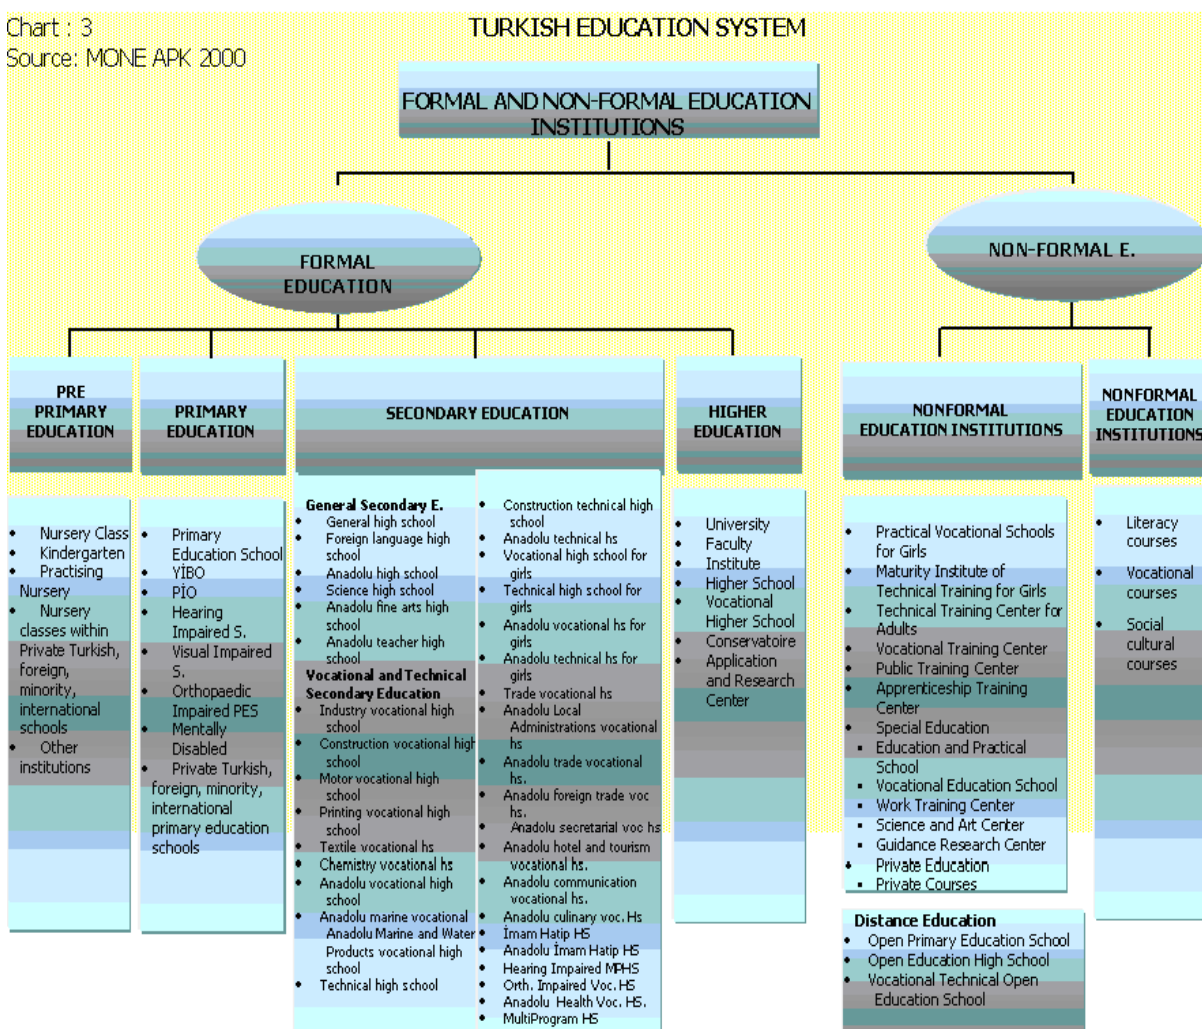 Chart : 3
Source: MONE APK 2000
TURKISH EDUCATION SYSTEM
FORMAL AND NON-FORMAL EDUCATION
INSTITUTIONS
FORMAL
EDUCATION
NON-FORMAL E.
PRE
PRIMARY
EDUCATION
PRIMARY
EDUCATION
SECONDARY EDUCATION
HIGHER
EDUCATION
NONFORMAL
EDUCATION INSTITUTIONS
NONFORMAL
EDUCATION
INSTITUTIONS
• Nursery Class
• Kindergarten
• Practising
Nursery
• Nursery
classes within
Private Turkish,
foreign,
minority,
international
schools
• Other
institutions
• Primary
Education School
• YİBO
• PİO
• Hearing
Impaired S.
• Visual Impaired
S.
• Orthopaedic
Impaired PES
• Mentally
Disabled
• Private Turkish,
foreign, minority,
international
primary education
schools
General Secondary E.
• General high school
• Foreign language high
school
• Anadolu high school
• Science high school
• Anadolu fine arts high
school
• Anadolu teacher high
school
Vocational and Technical
Secondary Education
• Industry vocational high
school
• Construction vocational high
school
• Motor vocational high
school
• Printing vocational high
school
• Textile vocational hs
• Chemistry vocational hs
• Anadolu vocational high
school
• Anadolu marine vocational
Anadolu Marine and Water
Products vocational high
school
• Technical high school
• Construction technical high
school
• Anadolu technical hs
• Vocational high school for
girls
• Technical high school for
girls
• Anadolu vocational hs for
girls
• Anadolu technical hs for
girls
• Trade vocational hs
• Anadolu Local
Administrations vocational
hs
• Anadolu trade vocational
hs.
• Anadolu foreign trade voc
hs.
• Anadolu secretarial voc hs
• Anadolu hotel and tourism
vocational hs.
• Anadolu communication
vocational hs.
• Anadolu culinary voc. Hs
• İmam Hatip HS
• Anadolu İmam Hatip HS
• Hearing Impaired MPHS
• Orth. Impaired Voc. HS
• Anadolu Health Voc. HS.
• MultiProgram HS
• University
• Faculty
• Institute
• Higher School
• Vocational
Higher School
• Conservatoire
• Application
and Research
Center
• Practical Vocational Schools
for Girls
• Maturity Institute of
Technical Training for Girls
• Technical Training Center for
Adults
• Vocational Training Center
• Public Training Center
• Apprenticeship Training
Center
• Special Education
▪ Education and Practical
School
▪ Vocational Education School
▪ Work Training Center
▪ Science and Art Center
▪ Guidance Research Center
• Private Education
▪ Private Courses
Distance Education
• Open Primary Education School
• Open Education High School
• Vocational Technical Open
Education School
• Literacy
courses
• Vocational
courses
• Social
cultural
courses